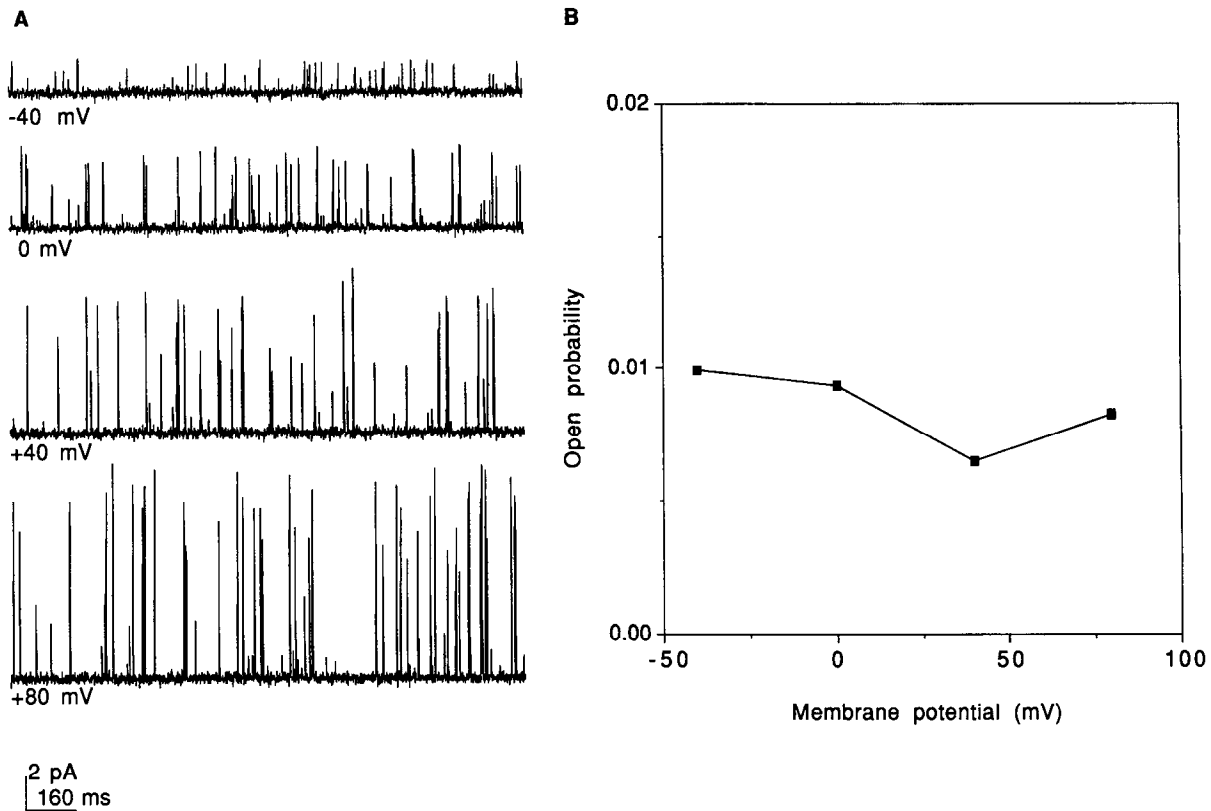 A
-40 mV
0 mV
+40 mV
+80 mV
2 pA
160 ms
B
0.02
0.01
0.00
Open probability
-50
0
50
100
Membrane potential (mV)